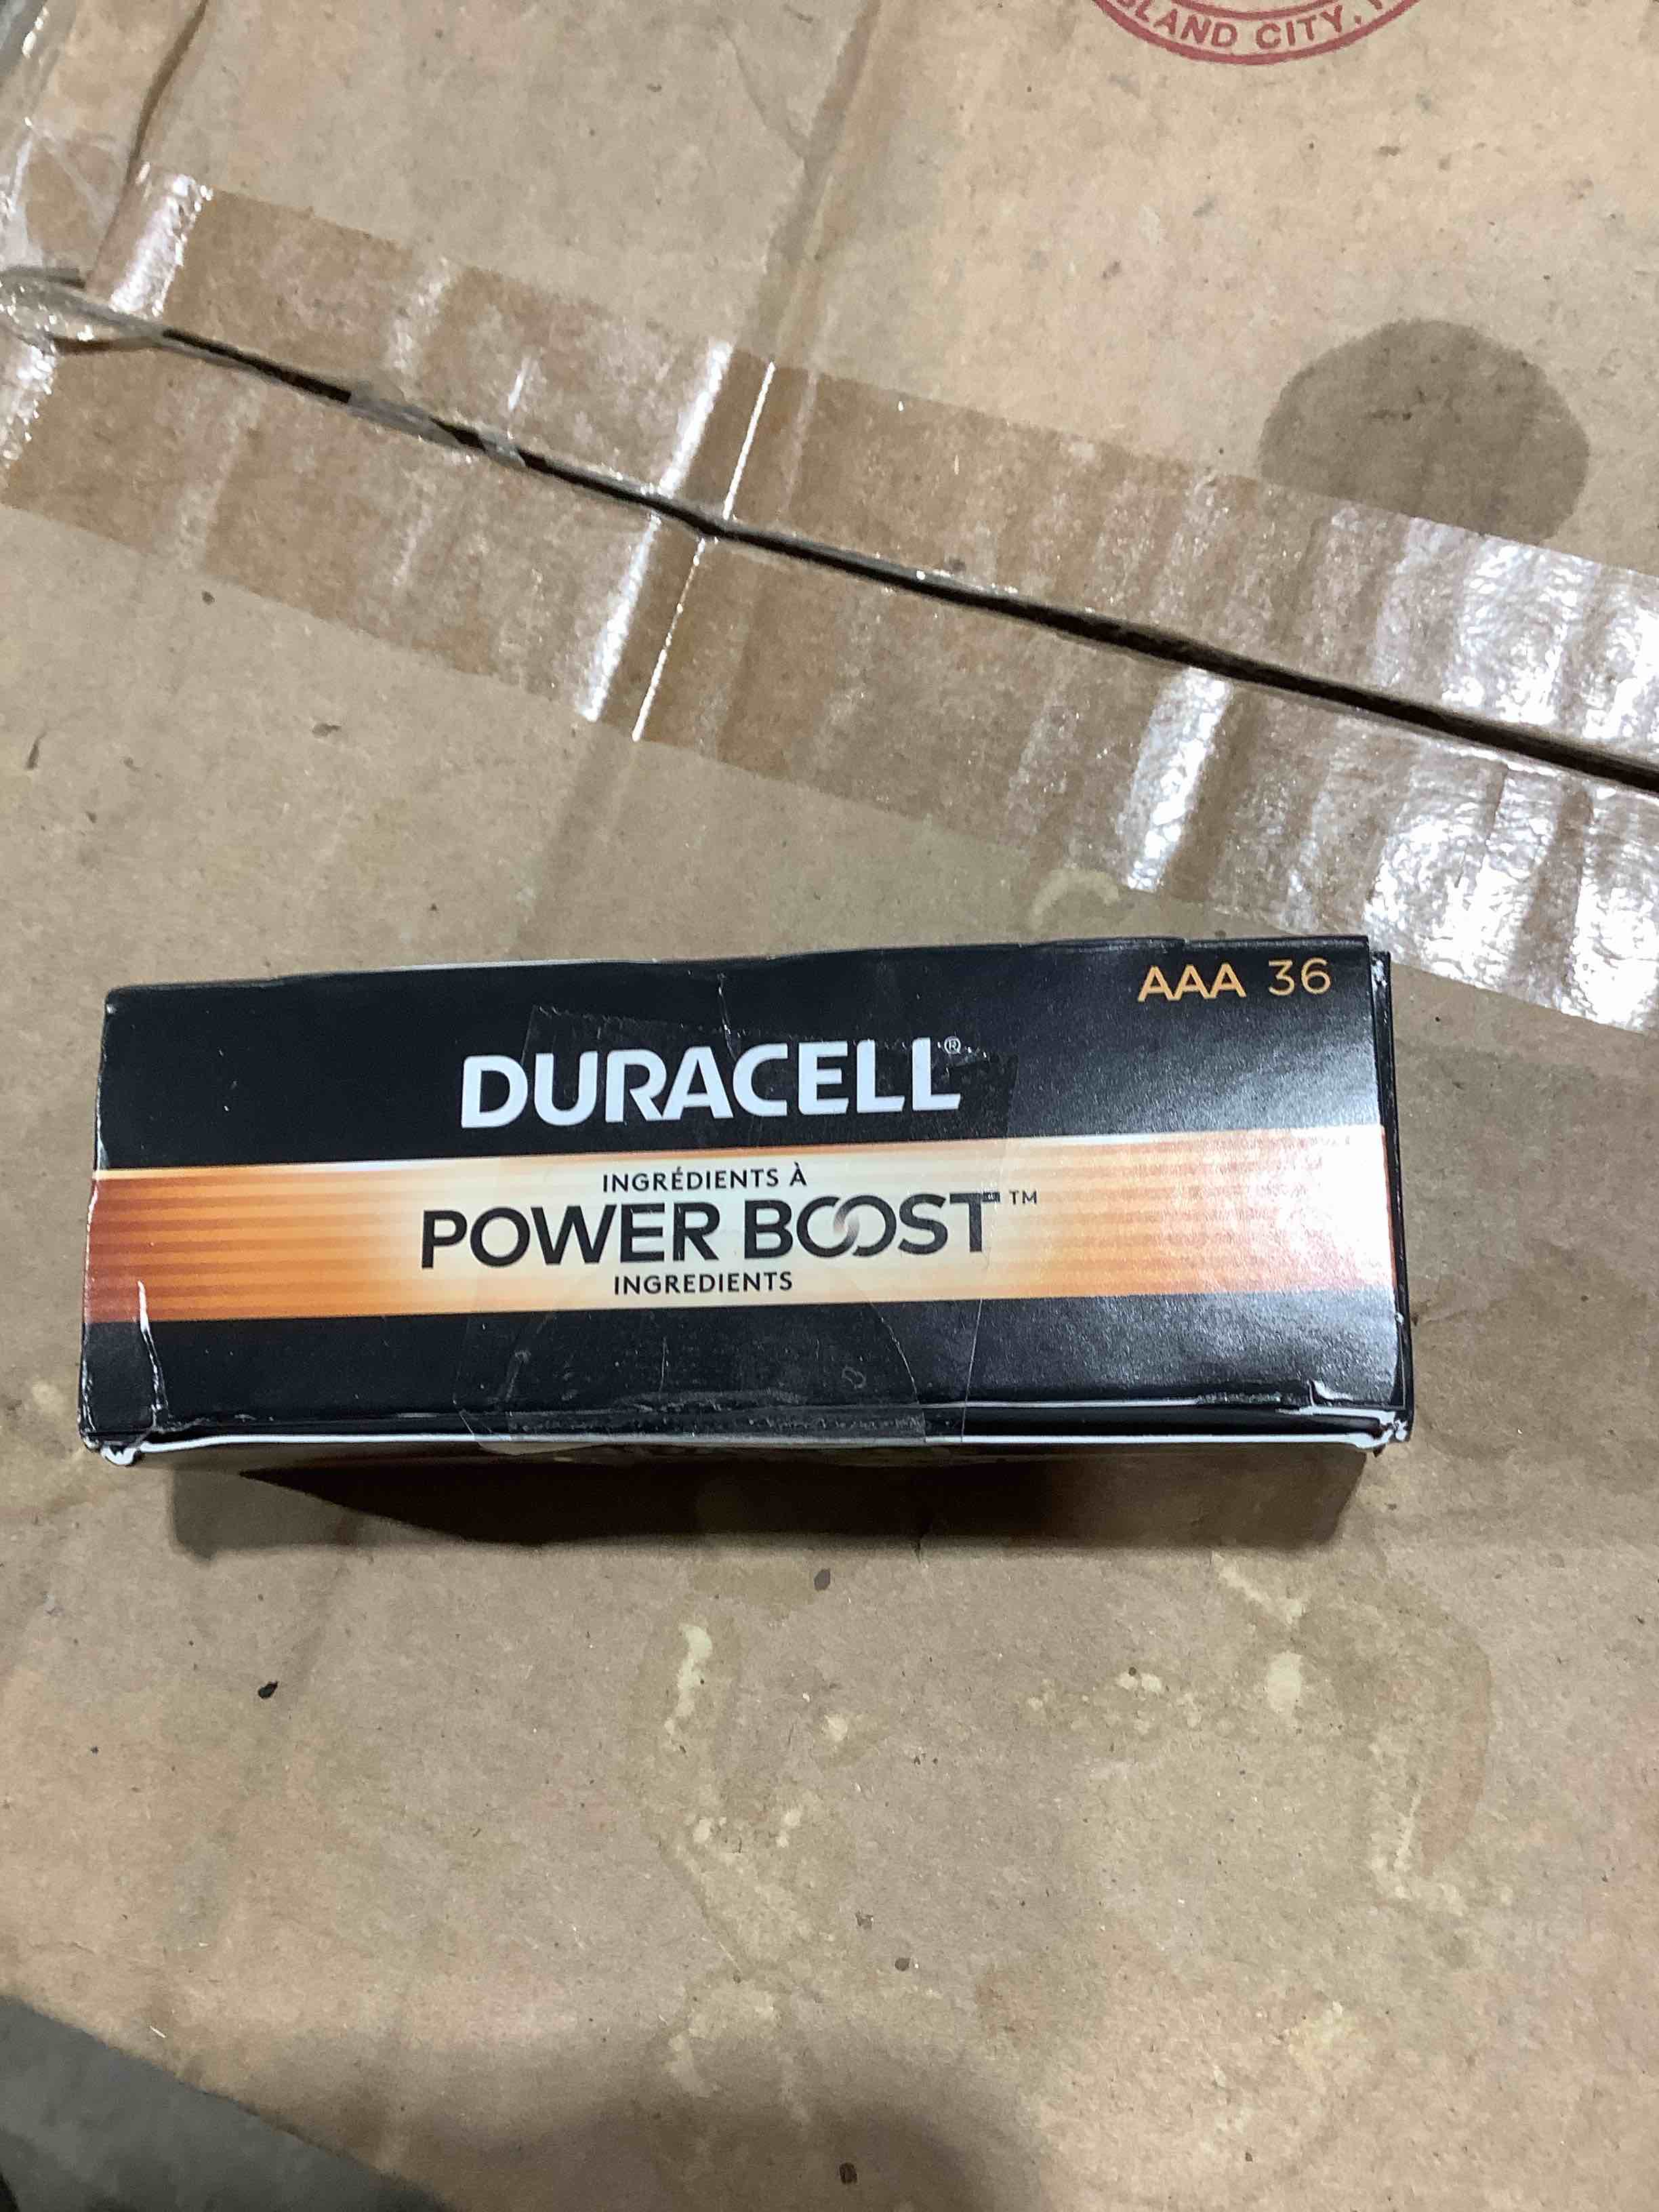 LAND CITY,
AAA 36
DURACELL®
INGRÉDIENTS À
POWER BOOST™
INGREDIENTS